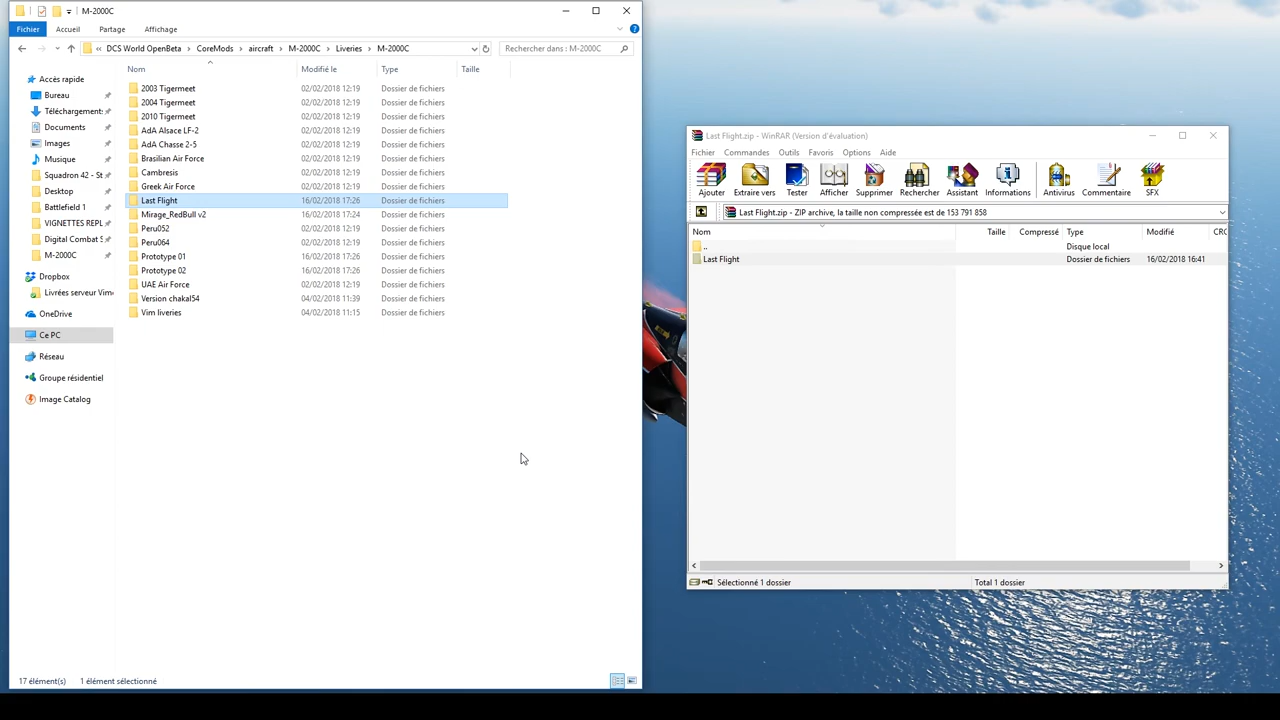 M-2000C
Fichier Accueil Partage Affichage
DCS World OpenBeta CoreMods aircraft M-2000C Liveries M-2000C Rechercher dans : M-2000C
Nom Modifié le Type Taille
Accès rapide
Bureau
Téléchargement:
Documents
Images
Musique
Squadron 42 - St
Desktop
Battlefield 1
VIGNETTES REPL
Digital Combat S
M-2000C
Dropbox
Livrées serveur Vim
OneDrive
Ce PC
Réseau
Groupe résidentiel
Image Catalog
2003 Tigermeet 02/02/2018 12:19 Dossier de fichiers
2004 Tigermeet 02/02/2018 12:19 Dossier de fichiers
2010 Tigermeet 02/02/2018 12:19 Dossier de fichiers
AdA Alsace LF-2 02/02/2018 12:19 Dossier de fichiers
AdA Chasse 2-5 02/02/2018 12:19 Dossier de fichiers
Brasilian Air Force 02/02/2018 12:19 Dossier de fichiers
Cambresis 02/02/2018 12:19 Dossier de fichiers
Greek Air Force 02/02/2018 12:19 Dossier de fichiers
Last Flight 16/02/2018 17:26 Dossier de fichiers
Mirage_RedBull v2 16/02/2018 17:24 Dossier de fichiers
Peru052 02/02/2018 12:19 Dossier de fichiers
Peru064 02/02/2018 12:19 Dossier de fichiers
Prototype 01 16/02/2018 17:26 Dossier de fichiers
Prototype 02 16/02/2018 17:26 Dossier de fichiers
UAE Air Force 02/02/2018 12:19 Dossier de fichiers
Version chakal54 04/02/2018 11:39 Dossier de fichiers
Vim liveries 04/02/2018 11:15 Dossier de fichiers
17 élément(s) 1 élément sélectionné
Last Flight.zip - WinRAR (Version d'évaluation)
Fichier Commandes Outils Favoris Options Aide
Ajouter Extraire vers Tester Afficher Supprimer Rechercher Assistant Informations Antivirus Commentaire SFX
Last Flight.zip - ZIP archive, la taille non compressée est de 153 791 858
Nom Taille Compressé Type Modifié CRC
.. Disque local
Last Flight Dossier de fichiers 16/02/2018 16:41
Sélectionné 1 dossier Total 1 dossier